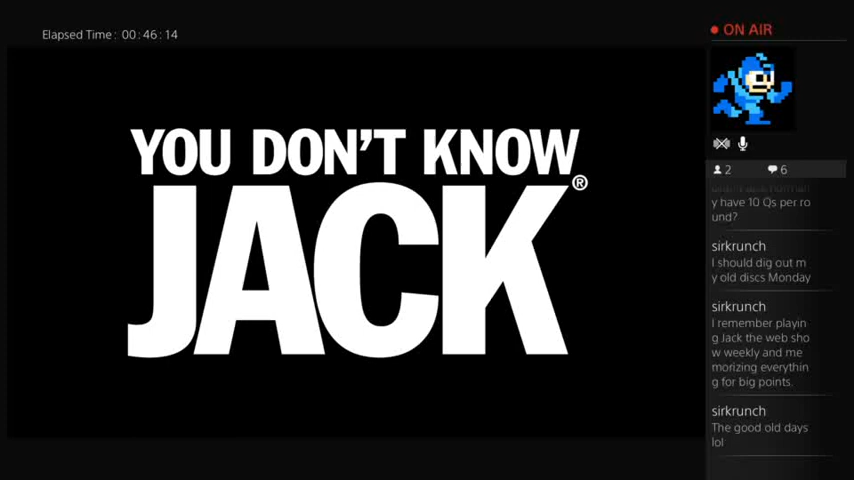 Elapsed Time: 00:46:14
ON AIR
YOU DON'T KNOW
JACK®
2 6
y have 10 Qs per ro
und?
sirkrunch
I should dig out m
y old discs Monday
sirkrunch
I remember playin
g Jack the web sho
w weekly and me
morizing everythin
g for big points.
sirkrunch
The good old days
lol